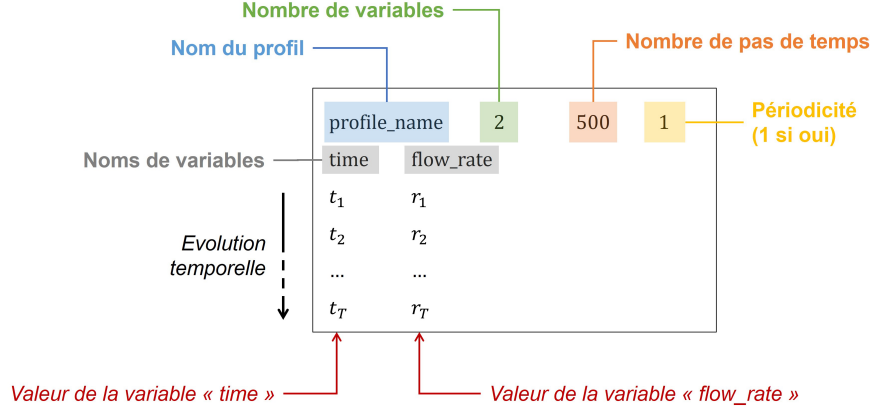 Nombre de variables
Nom du profil
Nombre de pas de temps
profile_name 2 500 1
Périodicité
(1 si oui)
Noms de variables
time flow_rate
t₁ r₁
t₂ r₂
... ...
t_T r_T
Evolution
temporelle
Valeur de la variable « time »
Valeur de la variable « flow_rate »